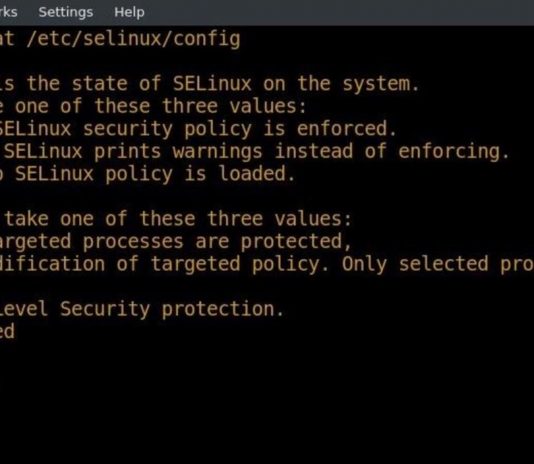 rks Settings Help
at /etc/selinux/config
is the state of SELinux on the system.
e one of these three values:
SELinux security policy is enforced.
SELinux prints warnings instead of enforcing.
o SELinux policy is loaded.
take one of these three values:
argeted processes are protected,
dification of targeted policy. Only selected pro
Level Security protection.
ed